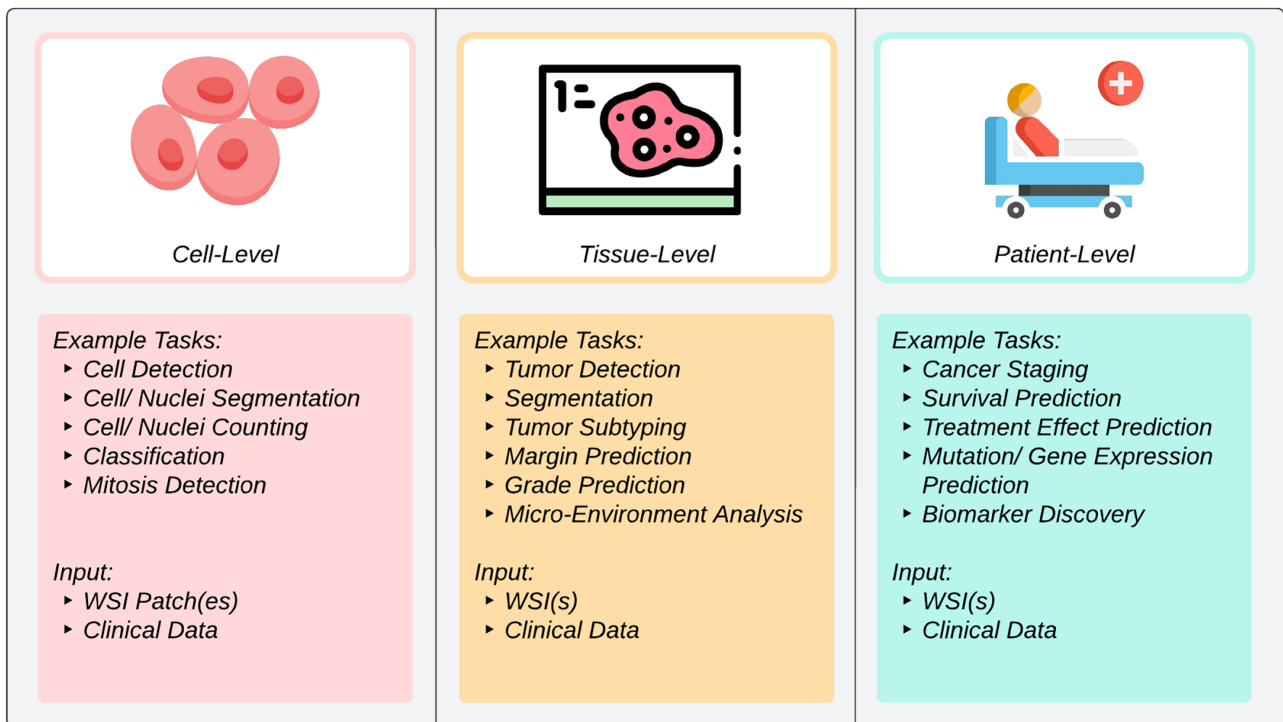 Cell-Level
Example Tasks:
‣ Cell Detection
‣ Cell/ Nuclei Segmentation
‣ Cell/ Nuclei Counting
‣ Classification
‣ Mitosis Detection
Input:
‣ WSI Patch(es)
‣ Clinical Data
1=
Tissue-Level
Example Tasks:
‣ Tumor Detection
‣ Segmentation
‣ Tumor Subtyping
‣ Margin Prediction
‣ Grade Prediction
‣ Micro-Environment Analysis
Input:
‣ WSI(s)
‣ Clinical Data
Patient-Level
Example Tasks:
‣ Cancer Staging
‣ Survival Prediction
‣ Treatment Effect Prediction
‣ Mutation/ Gene Expression
Prediction
‣ Biomarker Discovery
Input:
‣ WSI(s)
‣ Clinical Data